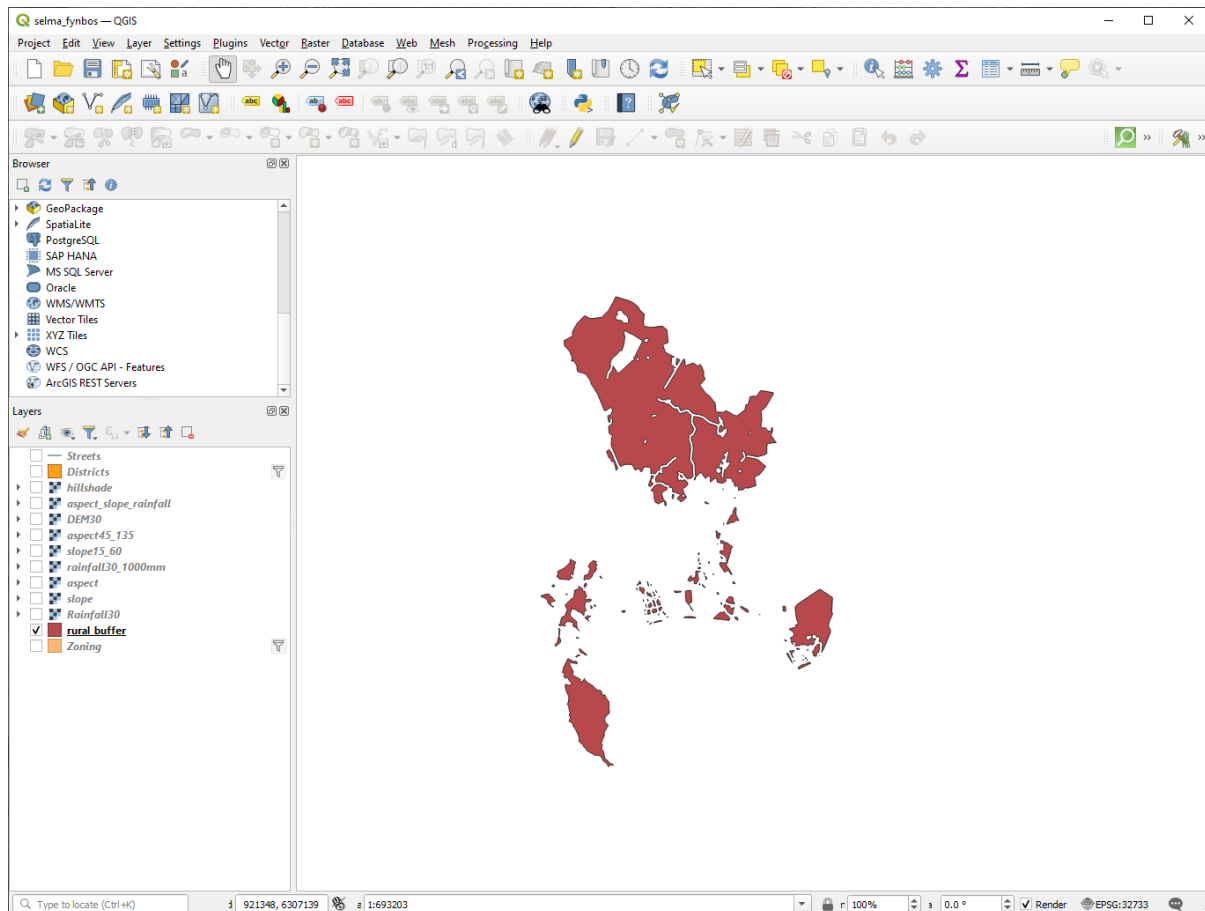 selma_fynbos — QGIS
Project Edit View Layer Settings Plugins Vector Raster Database Web Mesh Processing Help
abc ab abc
Browser
GeoPackage
SpatiaLite
PostgreSQL
SAP HANA
MS SQL Server
Oracle
WMS/WMTS
Vector Tiles
XYZ Tiles
WCS
WFS / OGC API - Features
ArcGIS REST Servers
Layers
Streets
Districts
hillshade
aspect_slope_rainfall
DEM30
aspect45_135
slope15_60
rainfall30_1000mm
aspect
slope
Rainfall30
rural_buffer
Zoning
Type to locate (Ctrl+K) 921348, 6307139 1:693203 100% 0.0 ° Render EPSG:32733